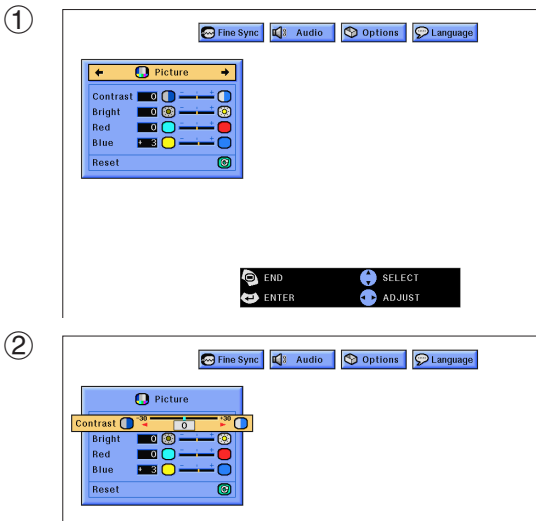 ①
Fine Sync Audio Options Language
Picture
Contrast 0 - +
Bright 0 - +
Red 0 - +
Blue + 3 - +
Reset
END SELECT
ENTER ADJUST
②
Fine Sync Audio Options Language
Picture
Contrast -30 0 +30
Bright 0 - +
Red 0 - +
Blue + 3 - +
Reset